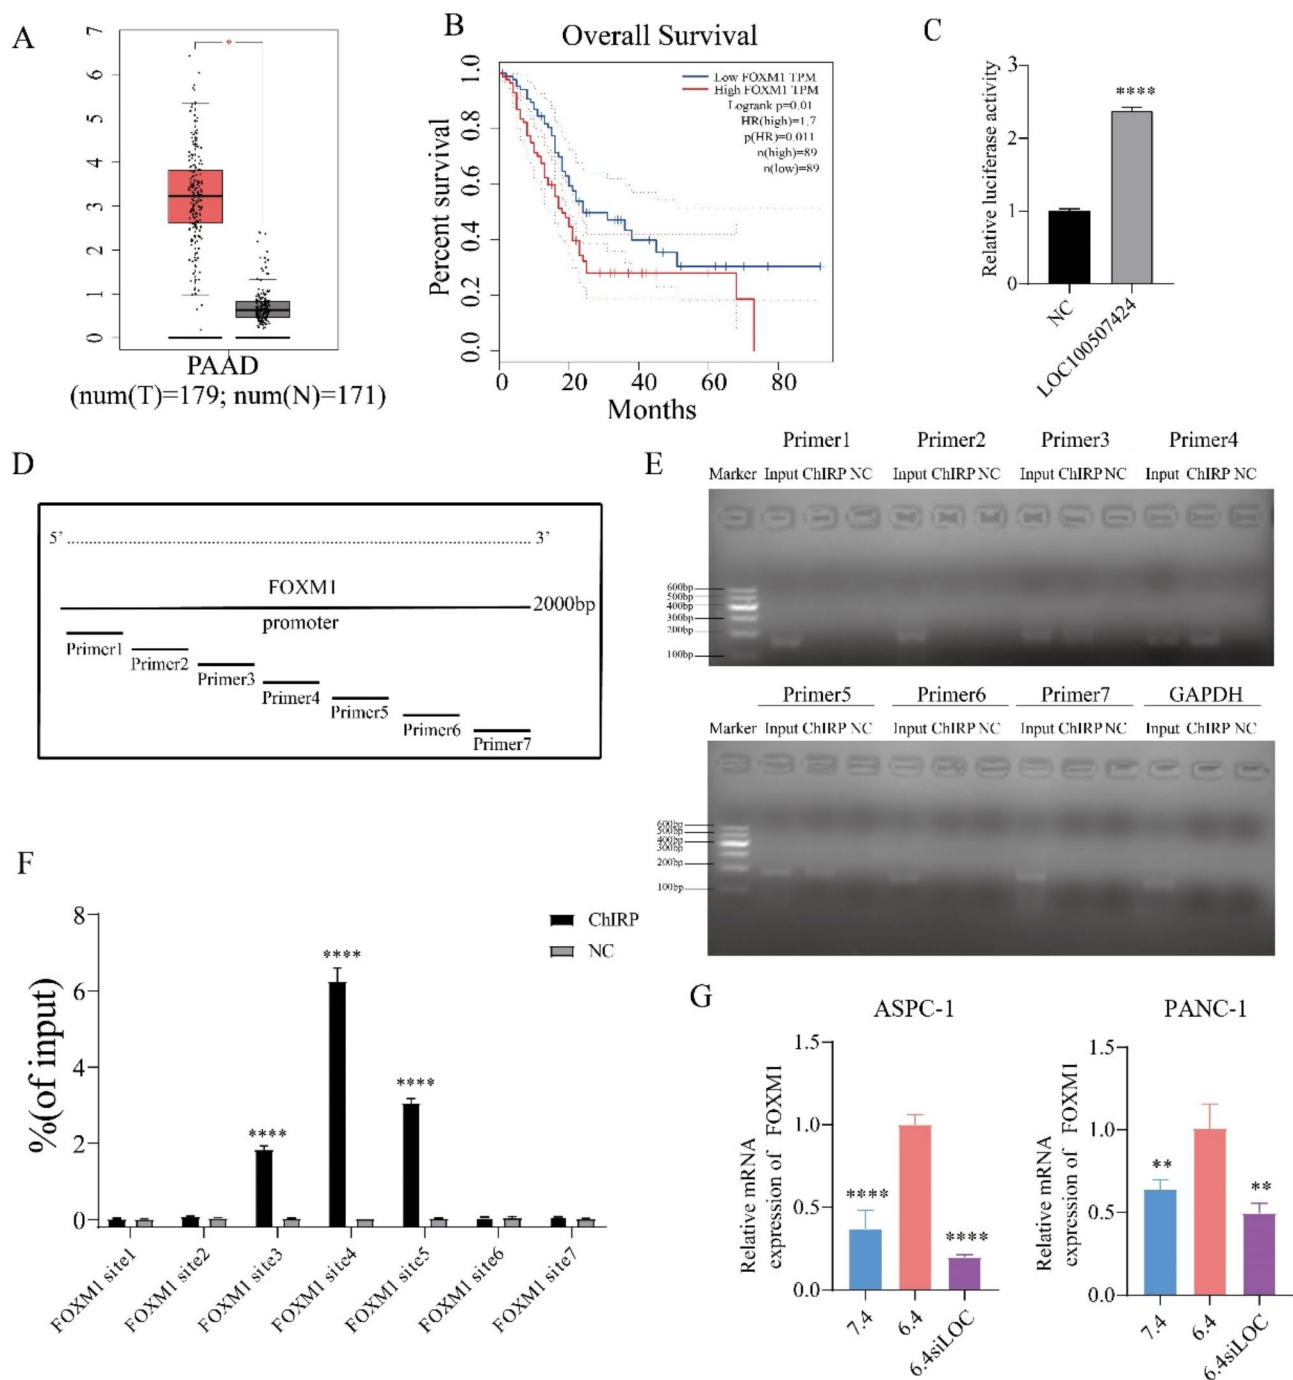 A
7
6
5
4
3
2
1
0
*
PAAD
(num(T)=179; num(N)=171)
B
Overall Survival
Low FOXM1 TPM
High FOXM1 TPM
Logrank p=0.01
HR(high)=1.7
p(HR)=0.011
n(high)=89
n(low)=89
Percent survival
1.0
0.8
0.6
0.4
0.2
0.0
0 20 40 60 80
Months
C
Relative luciferase activity
3
2
1
0
****
NC
LOC100507424
D
5’ 3’
FOXM1
2000bp
promoter
Primer1
Primer2
Primer3
Primer4
Primer5
Primer6
Primer7
E
Primer1 Primer2 Primer3 Primer4
Marker Input ChIRP NC Input ChIRP NC Input ChIRP NC Input ChIRP NC
600bp
500bp
400bp
300bp
200bp
100bp
Primer5 Primer6 Primer7 GAPDH
Marker Input ChIRP NC Input ChIRP NC Input ChIRP NC Input ChIRP NC
600bp
500bp
400bp
300bp
200bp
100bp
F
%(of input)
8
6
4
2
0
ChIRP
NC
****
****
****
FOXM1 site1
FOXM1 site2
FOXM1 site3
FOXM1 site4
FOXM1 site5
FOXM1 site6
FOXM1 site7
G
ASPC-1
Relative mRNA
expression of FOXM1
1.5
1.0
0.5
0.0
****
****
7.4
6.4
6.4siLOC
PANC-1
Relative mRNA
expression of FOXM1
1.5
1.0
0.5
0.0
**
**
7.4
6.4
6.4siLOC